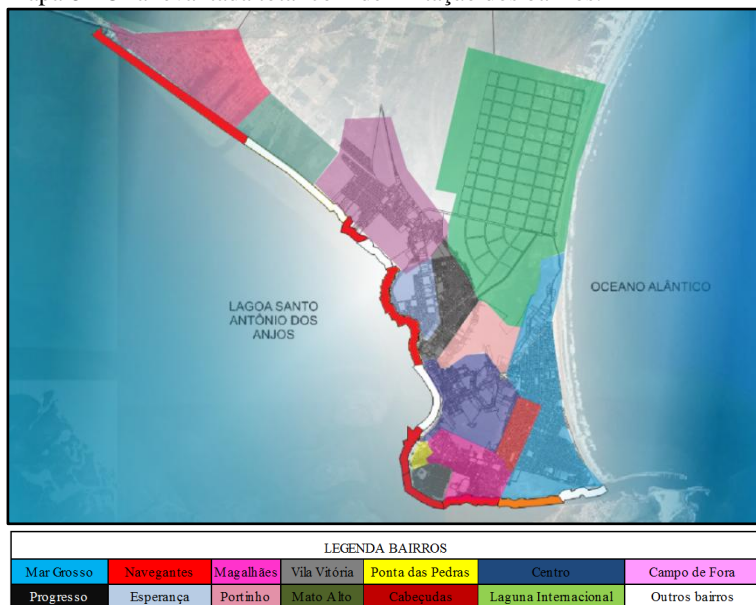 LAGOA SANTO
ANTÔNIO DOS
ANJOS
OCEANO ALÂNTICO
LEGENDA BAIRROS
Mar Grosso Navegantes Magalhães Vila Vitória Ponta das Pedras Centro Campo de Fora
Progresso Esperança Portinho Mato Alto Cabeçudas Laguna Internacional Outros bairros